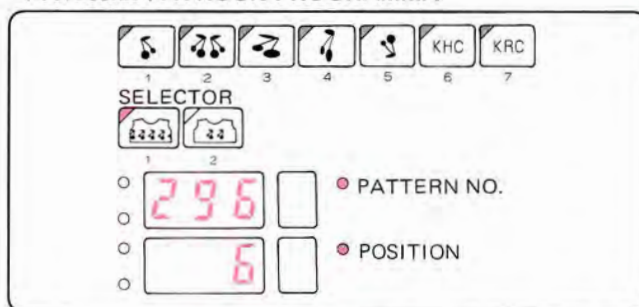 KHC KRC
1 2 3 4 5 6 7
SELECTOR
1 2
296 PATTERN NO.
6 POSITION